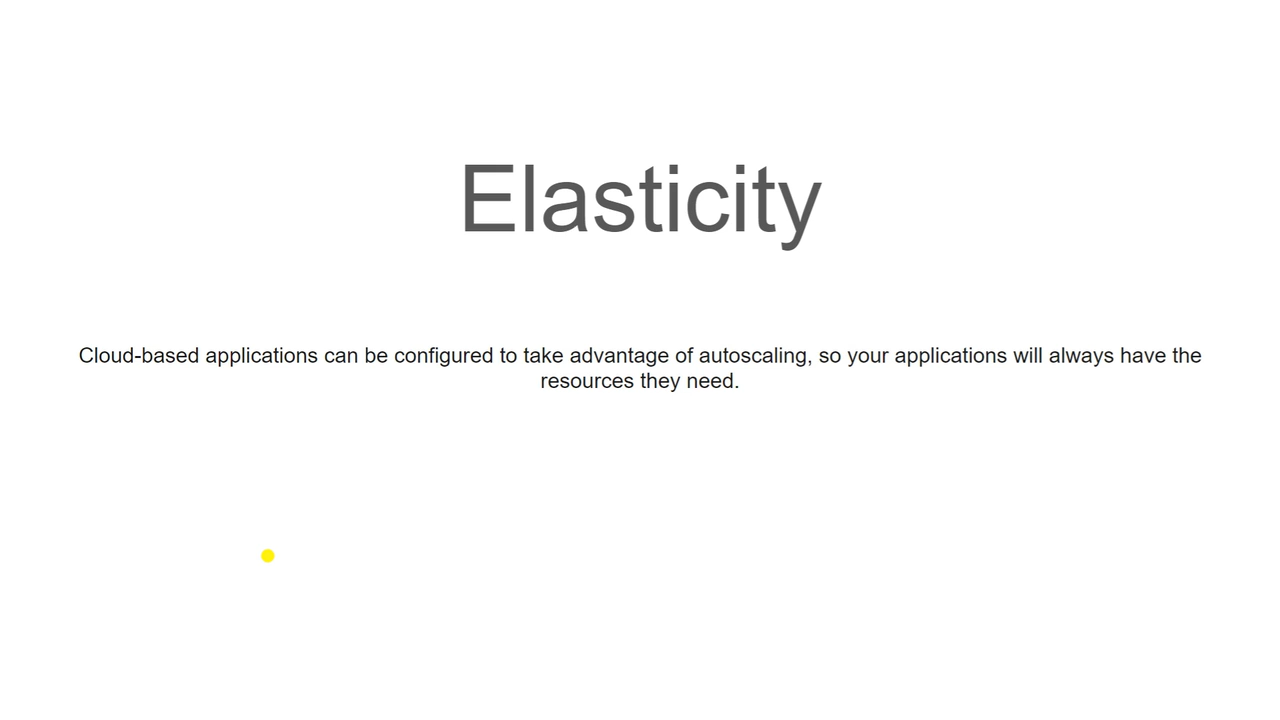 Elasticity
Cloud-based applications can be configured to take advantage of autoscaling, so your applications will always have the
resources they need.